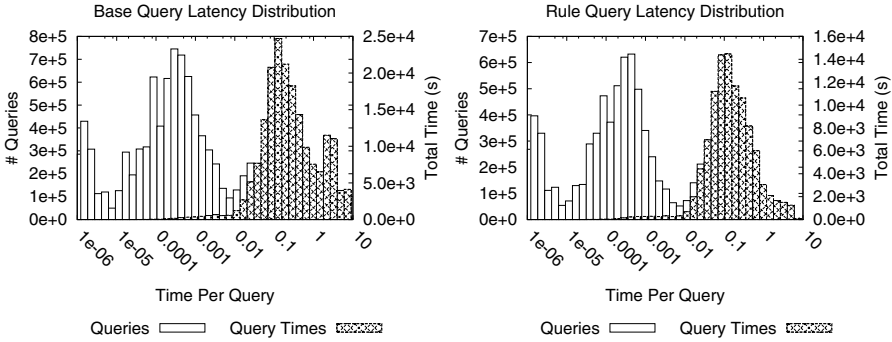 Base Query Latency Distribution
# Queries
8e+5
7e+5
6e+5
5e+5
4e+5
3e+5
2e+5
1e+5
0e+0
2.5e+4
2.0e+4
1.5e+4
1.0e+4
5.0e+3
0.0e+0
Total Time (s)
1e-06
1e-05
0.0001
0.001
0.01
0.1
1
10
Time Per Query
Queries
Query Times
Rule Query Latency Distribution
# Queries
7e+5
6e+5
5e+5
4e+5
3e+5
2e+5
1e+5
0e+0
1.6e+4
1.4e+4
1.2e+4
1.0e+4
8.0e+3
6.0e+3
4.0e+3
2.0e+3
0.0e+0
Total Time (s)
1e-06
1e-05
0.0001
0.001
0.01
0.1
1
10
Time Per Query
Queries
Query Times